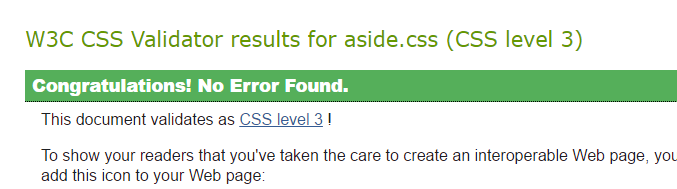 W3C CSS Validator results for aside.css (CSS level 3)
Congratulations! No Error Found.
This document validates as CSS level 3 !
To show your readers that you've taken the care to create an interoperable Web page, you
add this icon to your Web page: